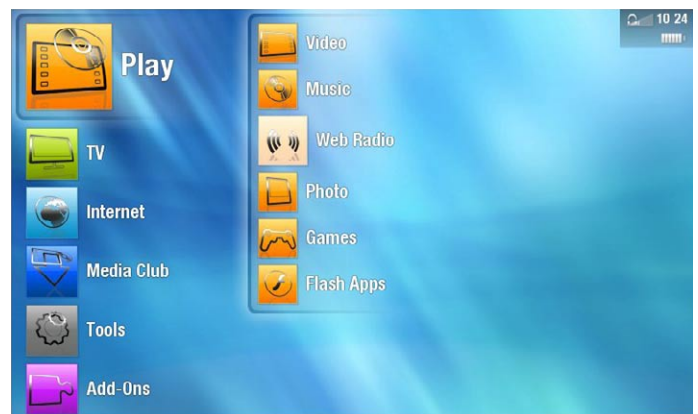 Play
TV
Internet
Media Club
Tools
Add-Ons
Video
Music
Web Radio
Photo
Games
Flash Apps
10 24